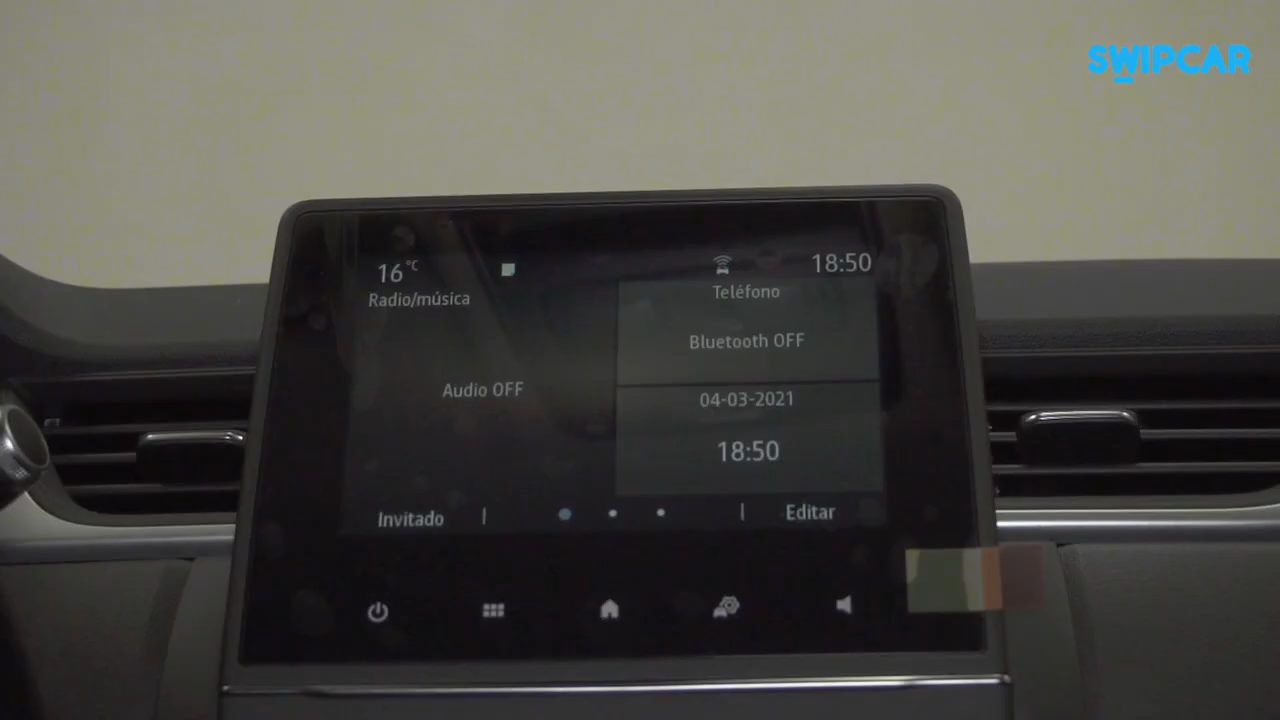 SWIPCAR
16°C
18:50
Radio/música
Teléfono
Bluetooth OFF
Audio OFF
04-03-2021
18:50
Invitado
Editar